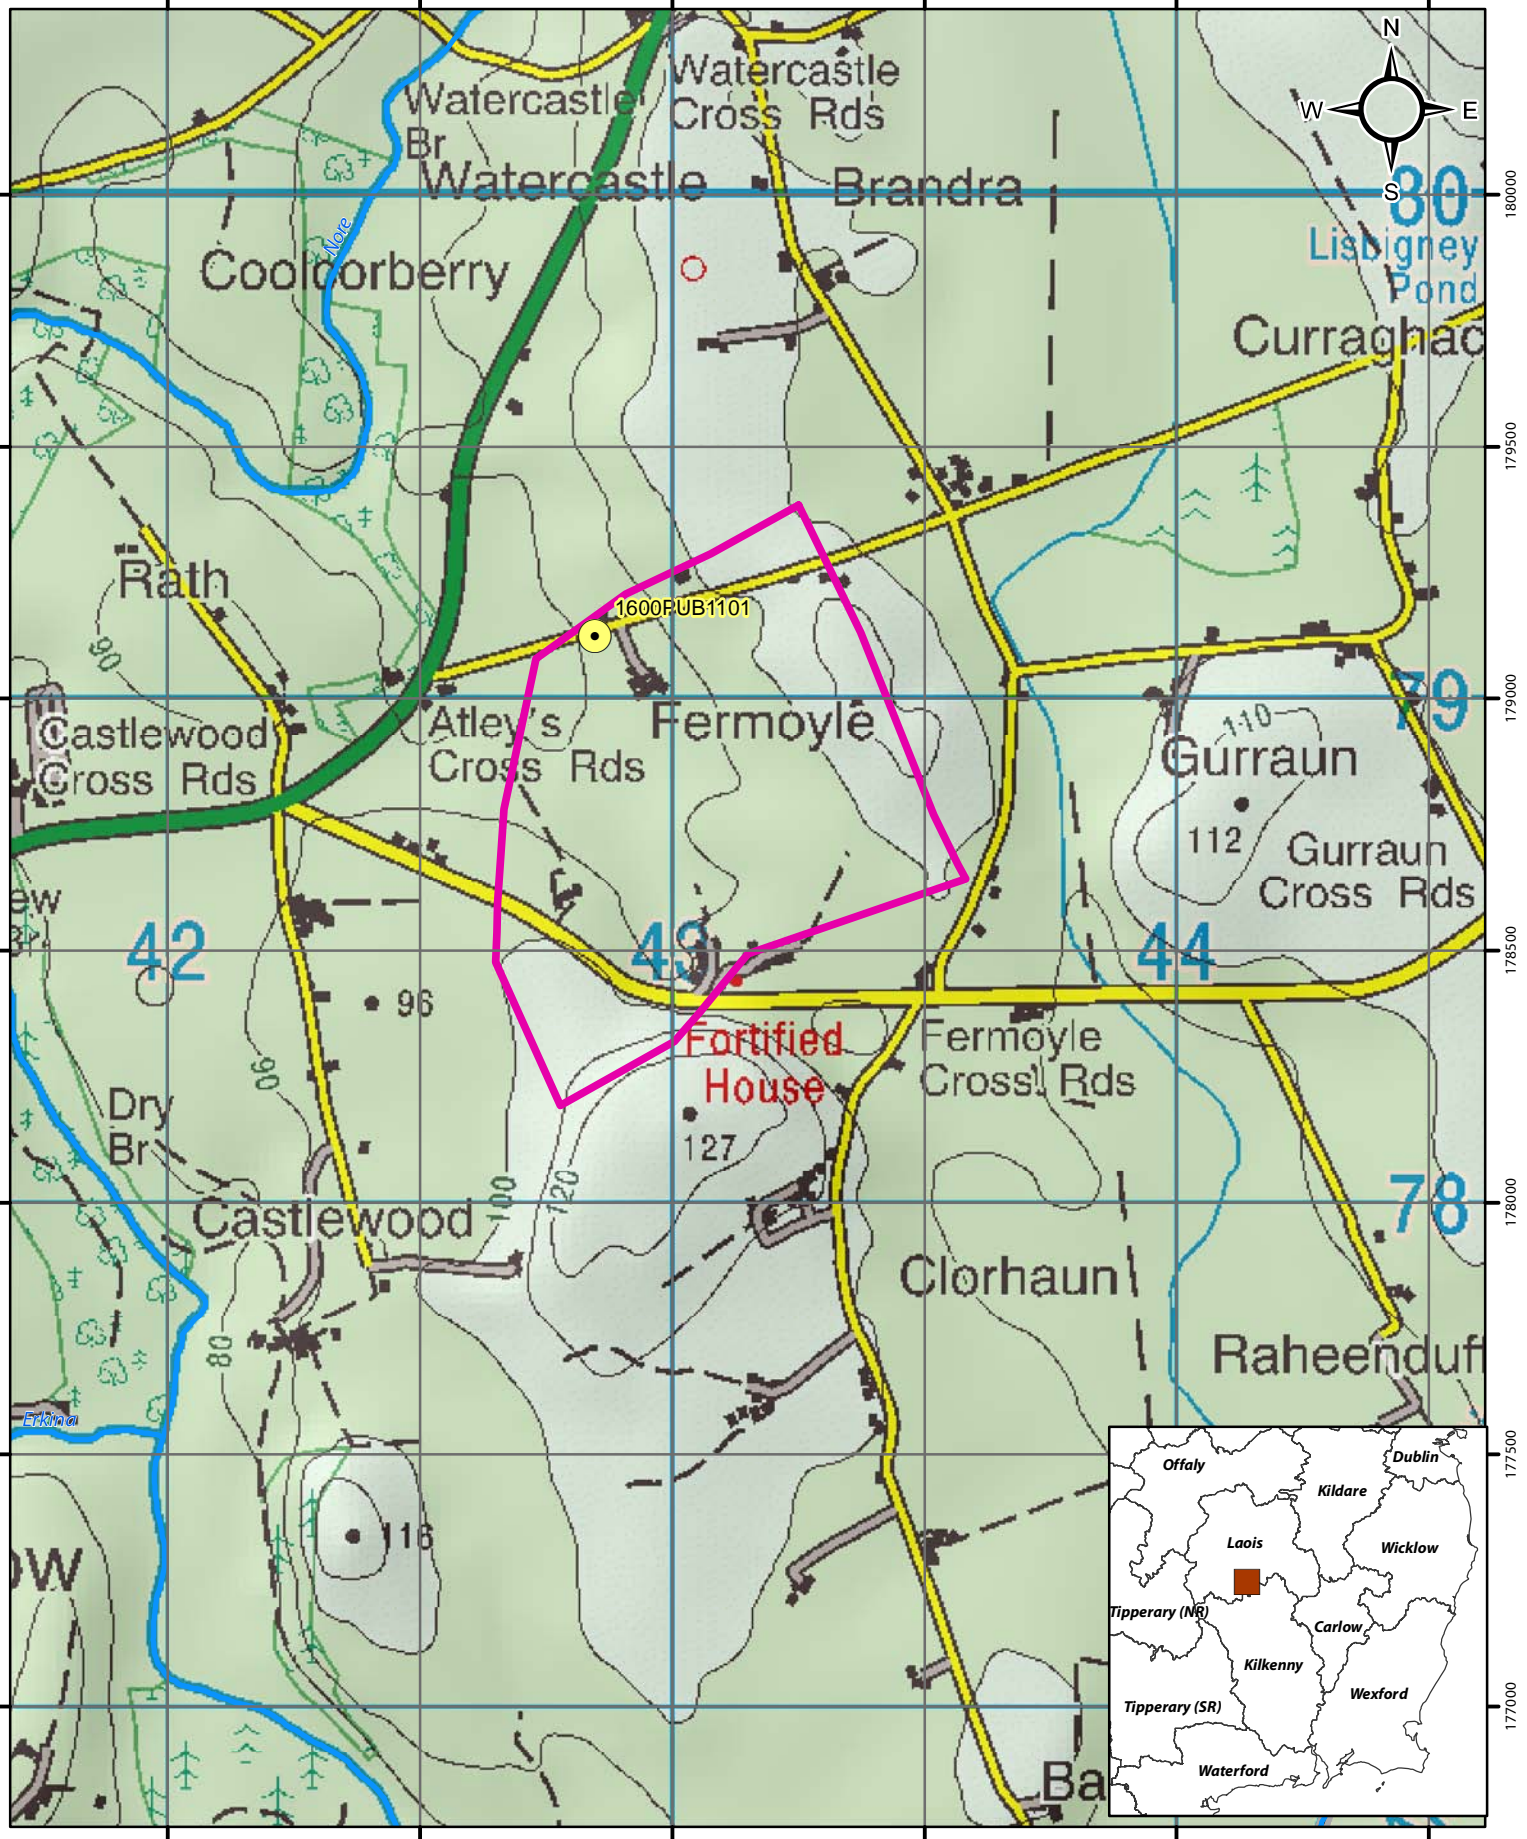 N
W
E
S
Watercastle
Cross Rds
Watercastle
Br
Watercastle
Brandra
80
180000
Nore
Cooldorberry
Lisbigney
Pond
Curraghac
179500
Rath
1600PUB1101
90
79
179000
Castlewood
Cross Rds
Atley's
Cross Rds
Fermoyle
110
Gurraun
112
Gurraun
Cross Rds
ew
42
43
44
178500
96
Fortified
House
Fermoyle
Cross Rds
90
Dry
Br
127
100
120
78
178000
Castlewood
Clorhaun
80
Raheenduff
Erkina
177500
116
ow
177000
Ba
Offaly
Dublin
Kildare
Laois
Wicklow
Tipperary (NR)
Carlow
Kilkenny
Wexford
Tipperary (SR)
Waterford